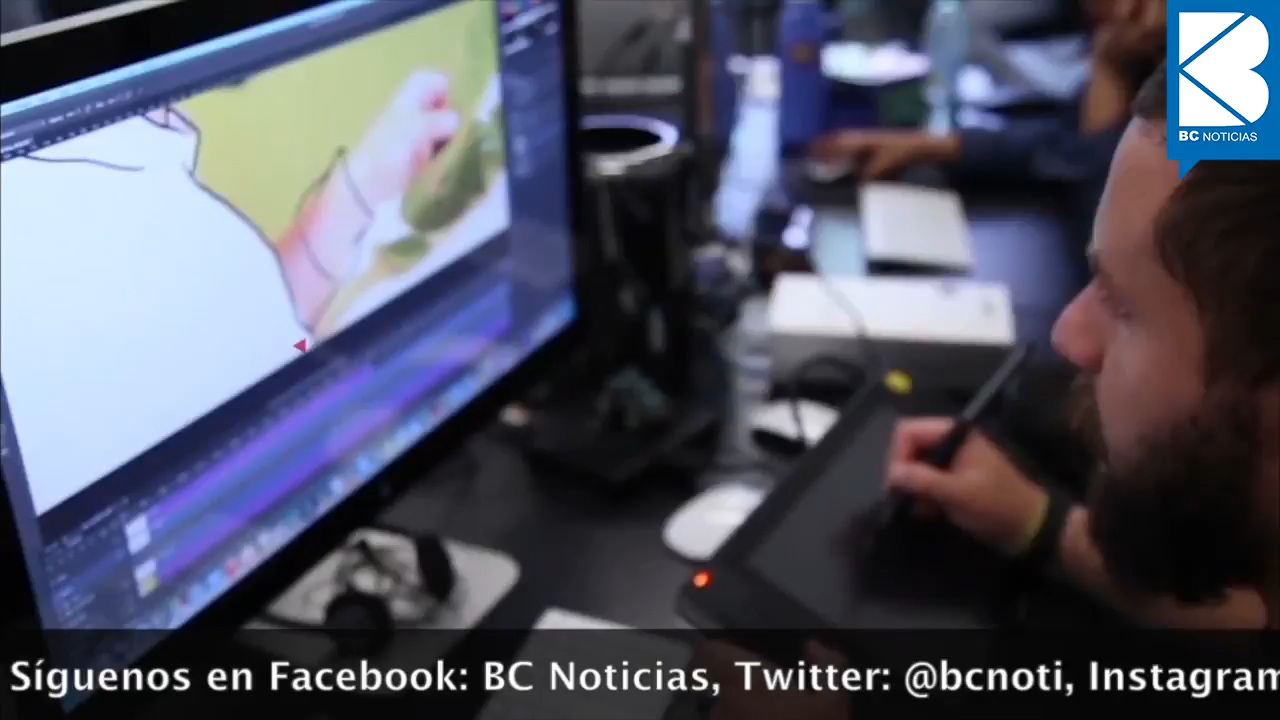 BC NOTICIAS
Síguenos en Facebook: BC Noticias, Twitter: @bcnoti, Instagram